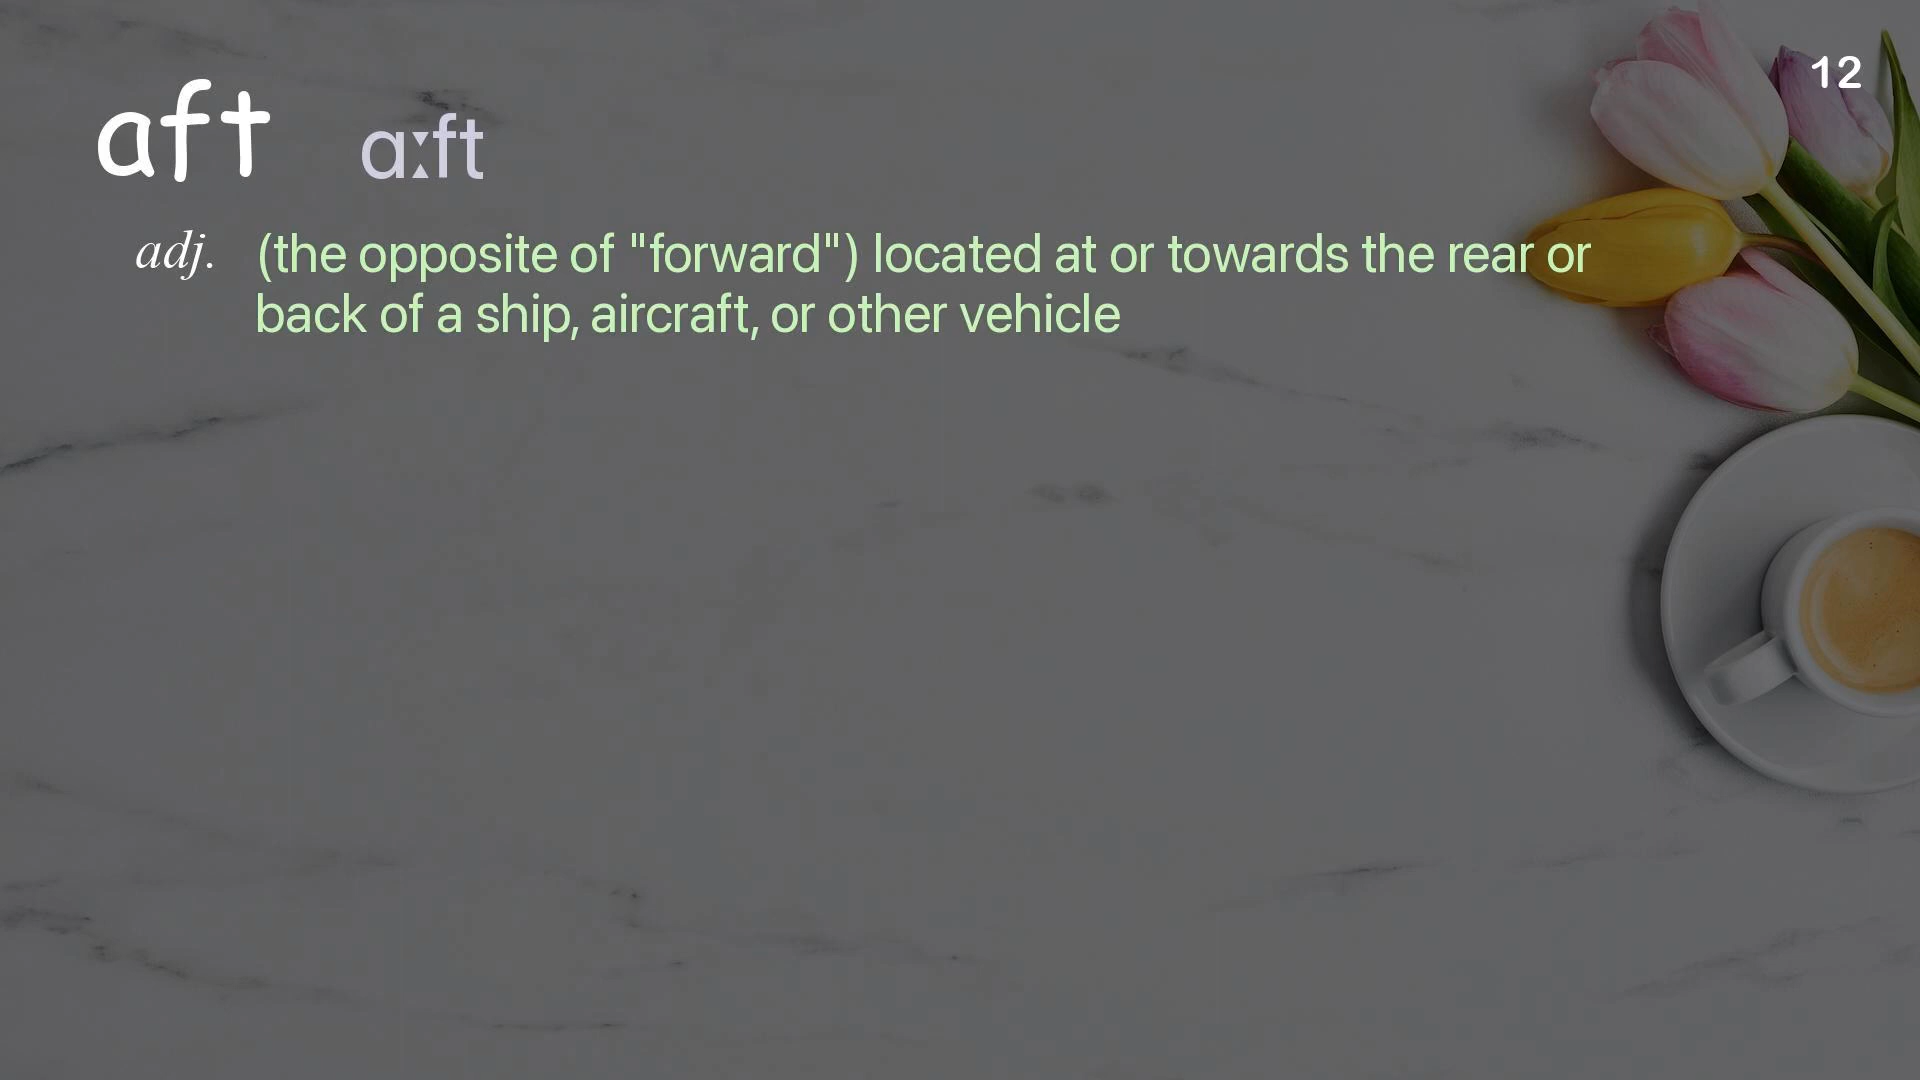 12
aft aːft
adj. (the opposite of "forward") located at or towards the rear or
back of a ship, aircraft, or other vehicle